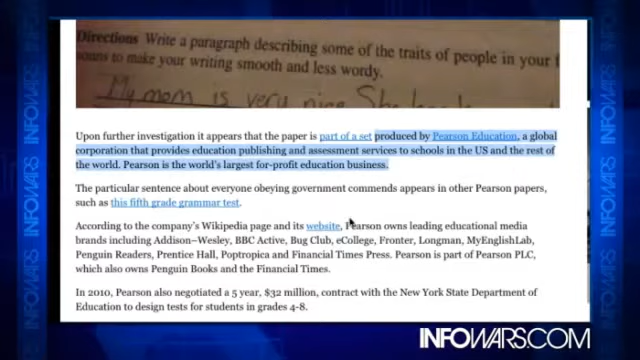 Directions Write a paragraph describing some of the traits of people in your
nouns to make your writing smooth and less wordy.
My mom is very nice She
Upon further investigation it appears that the paper is part of a set produced by Pearson Education, a global
corporation that provides education publishing and assessment services to schools in the US and the rest of
the world. Pearson is the world's largest for-profit education business.
The particular sentence about everyone obeying government commends appears in other Pearson papers,
such as this fifth grade grammar test.
According to the company's Wikipedia page and its website, Pearson owns leading educational media
brands including Addison–Wesley, BBC Active, Bug Club, eCollege, Fronter, Longman, MyEnglishLab,
Penguin Readers, Prentice Hall, Poptropica and Financial Times Press. Pearson is part of Pearson PLC,
which also owns Penguin Books and the Financial Times.
In 2010, Pearson also negotiated a 5 year, $32 million, contract with the New York State Department of
Education to design tests for students in grades 4-8.
INFOWARS
INFOWARS
INFOWARS
INFOWARS
INFOWARS.COM